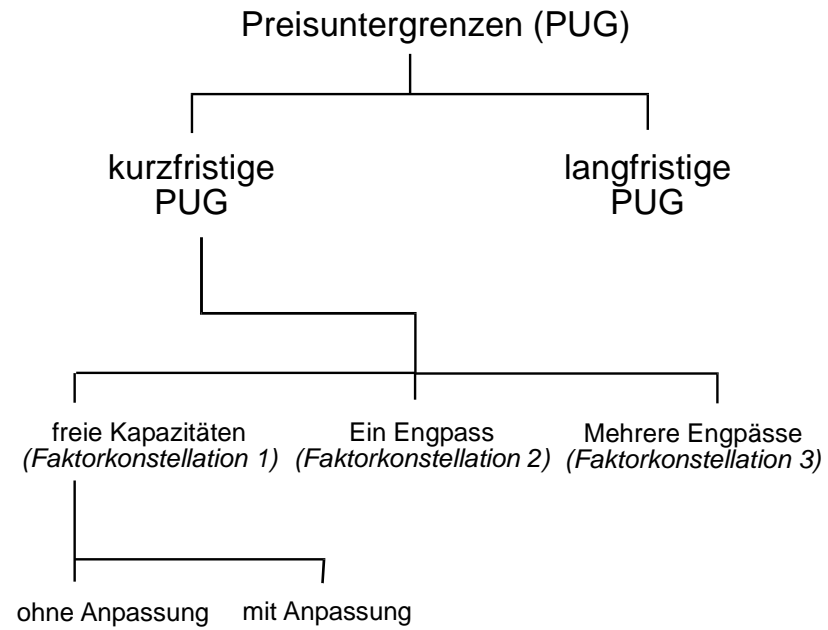 Preisuntergrenzen (PUG)
kurzfristige
PUG
langfristige
PUG
freie Kapazitäten
(Faktorkonstellation 1)
Ein Engpass
(Faktorkonstellation 2)
Mehrere Engpässe
(Faktorkonstellation 3)
ohne Anpassung
mit Anpassung